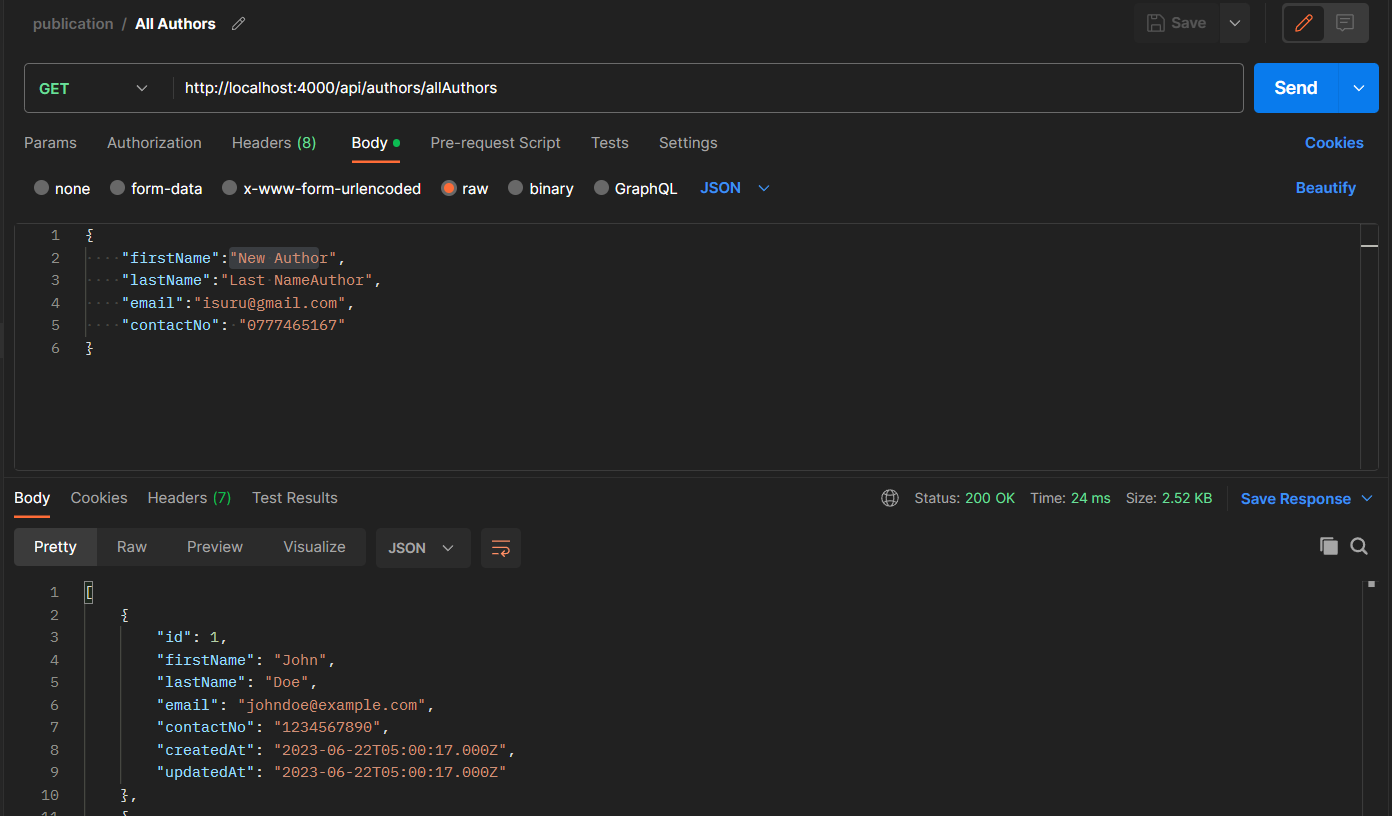 publication / All Authors
Save
GET http://localhost:4000/api/authors/allAuthors Send
Params Authorization Headers (8) Body Pre-request Script Tests Settings Cookies
none form-data x-www-form-urlencoded raw binary GraphQL JSON Beautify
1 {
2 "firstName":"New Author",
3 "lastName":"Last NameAuthor",
4 "email":"isuru@gmail.com",
5 "contactNo": "0777465167"
6 }
Body Cookies Headers (7) Test Results Status: 200 OK Time: 24 ms Size: 2.52 KB Save Response
Pretty Raw Preview Visualize JSON
1 [
2 {
3 "id": 1,
4 "firstName": "John",
5 "lastName": "Doe",
6 "email": "johndoe@example.com",
7 "contactNo": "1234567890",
8 "createdAt": "2023-06-22T05:00:17.000Z",
9 "updatedAt": "2023-06-22T05:00:17.000Z"
10 },
11 {